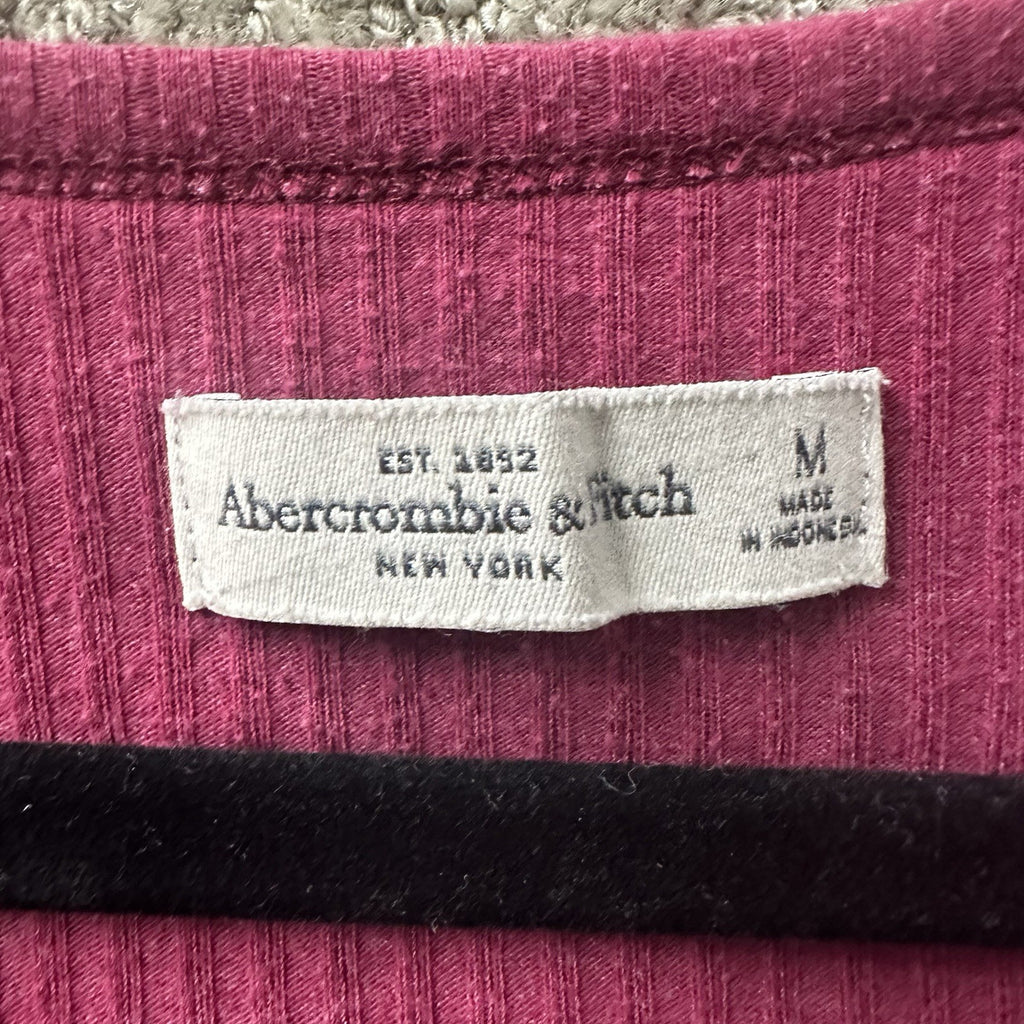 EST. 1892
Abercrombie & Fitch
NEW YORK
M
MADE
IN INDONESIA